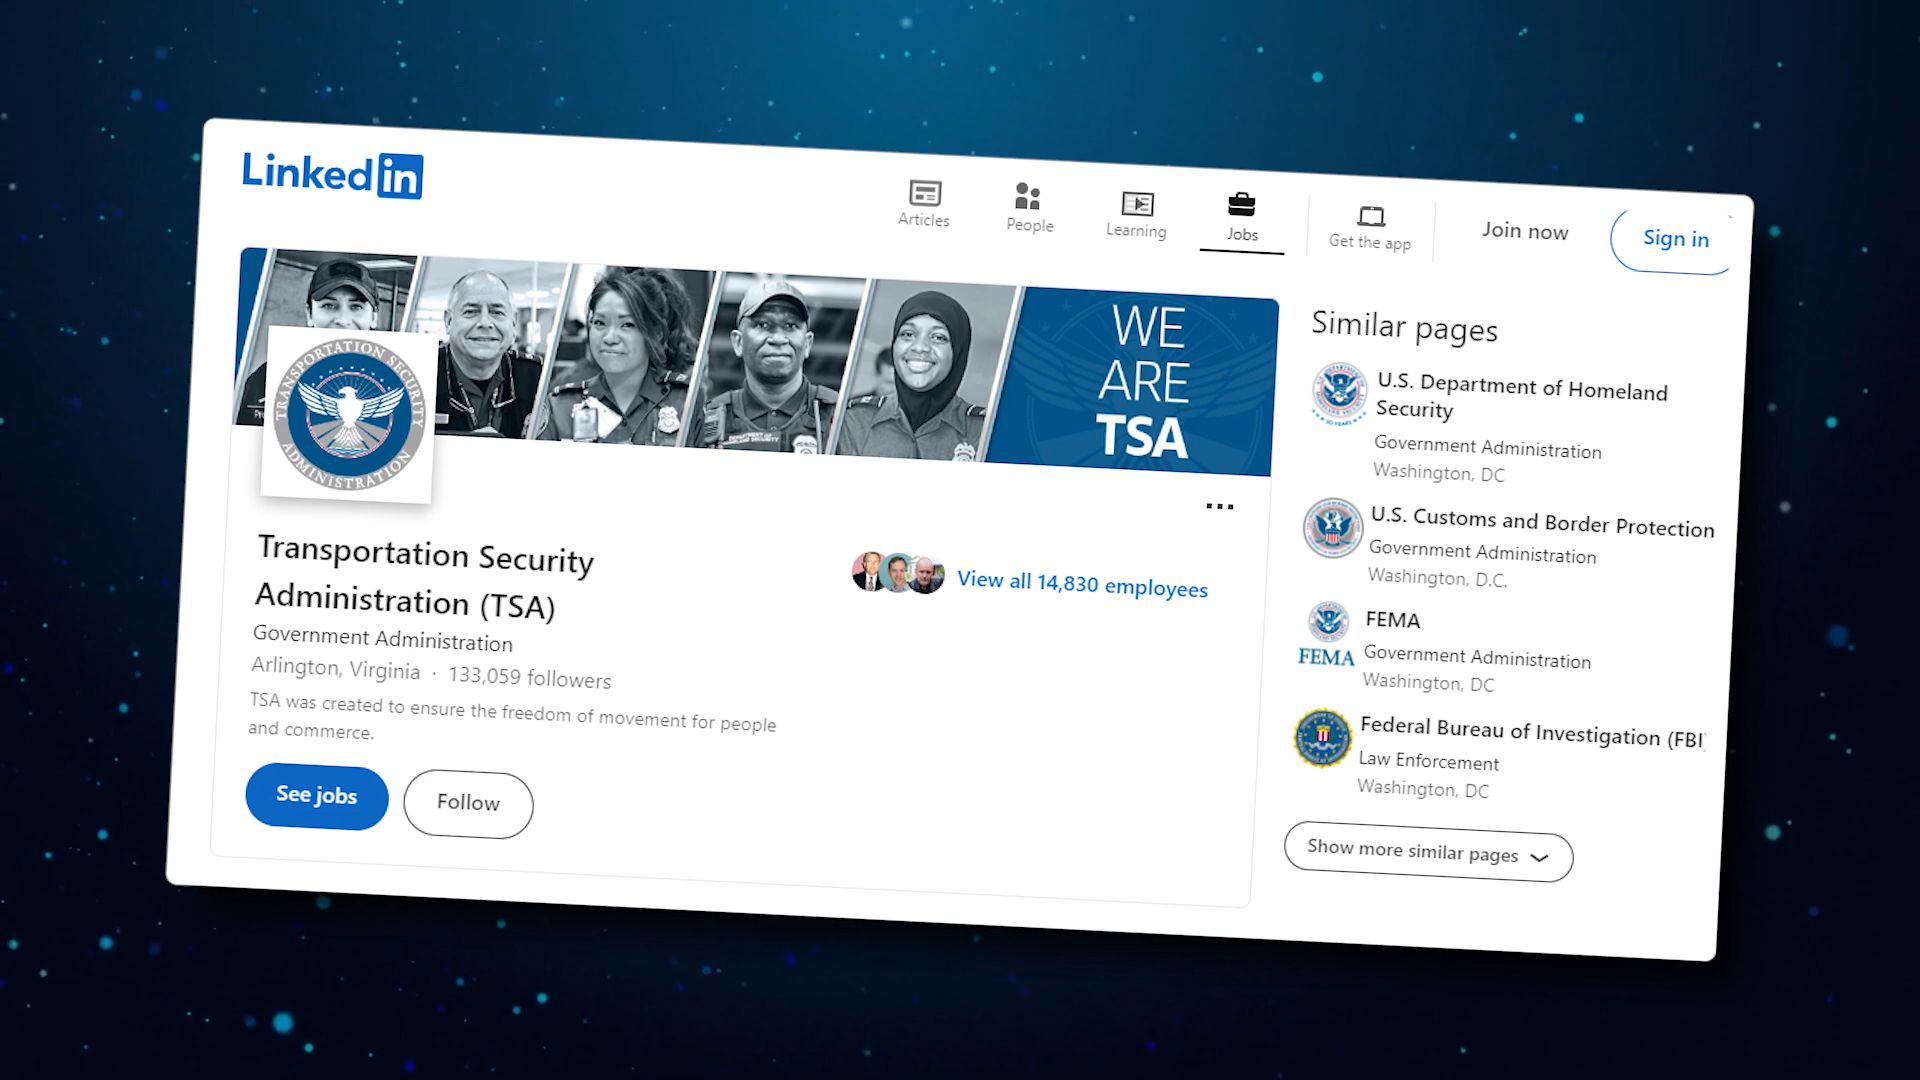 Linkedin
Articles
People
Learning
Jobs
Get the app
Join now
Sign in
WE
ARE
TSA
TRANSPORTATION SECURITY
ADMINISTRATION
Transportation Security
Administration (TSA)
Government Administration
Arlington, Virginia · 133,059 followers
TSA was created to ensure the freedom of movement for people
and commerce.
See jobs
Follow
View all 14,830 employees
Similar pages
U.S. Department of Homeland
Security
Government Administration
Washington, DC
U.S. Customs and Border Protection
Government Administration
Washington, D.C.
FEMA
FEMA
Government Administration
Washington, DC
Federal Bureau of Investigation (FBI
Law Enforcement
Washington, DC
Show more similar pages